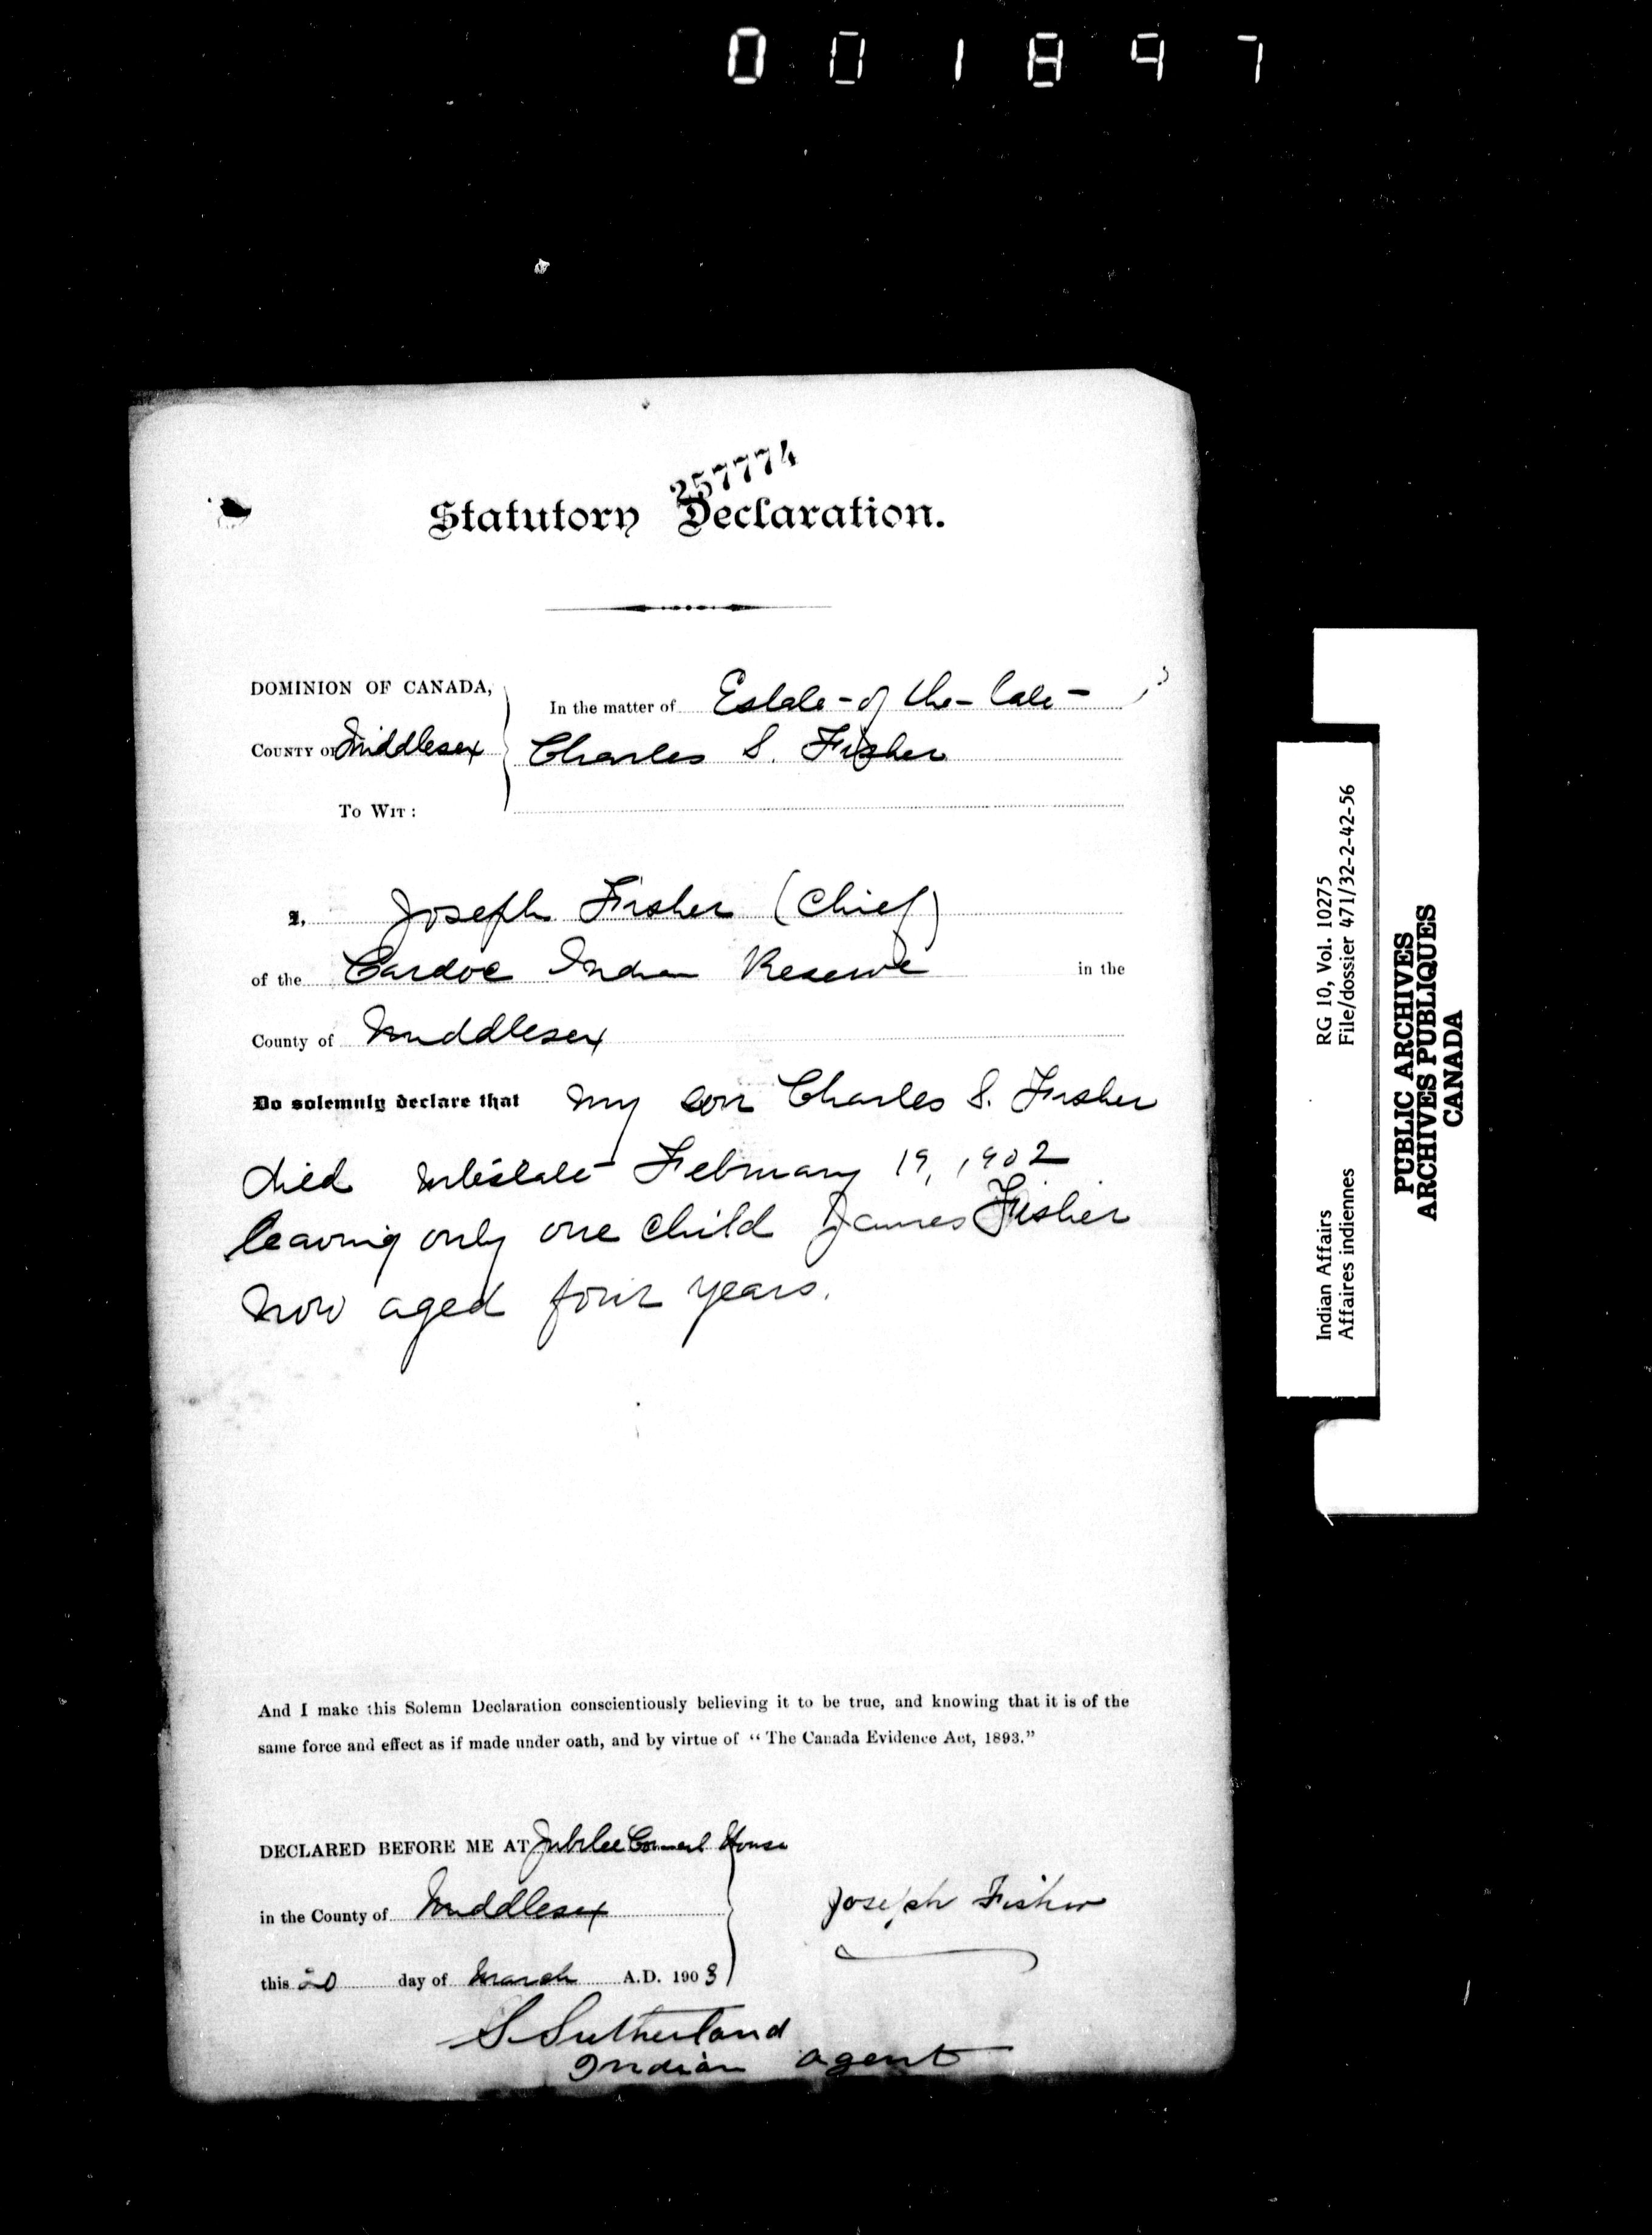 001897
257774
Statutory Declaration.
DOMINION OF CANADA,
In the matter of Estate of the late
COUNTY OF Middlesex
Charles S. Fisher
TO WIT:
I, Joseph Fisher (Chief)
of the Cardoc Indian Reserve in the
County of Middlesex
Do solemnly declare that my son Charles S. Fisher
died intestate February 19, 1902
leaving only one child James Fisher
now aged four years.
And I make this Solemn Declaration conscientiously believing it to be true, and knowing that it is of the
same force and effect as if made under oath, and by virtue of “The Canada Evidence Act, 1893.”
DECLARED BEFORE ME AT Jubilee Council House
in the County of Middlesex
Joseph Fisher
this 20 day of March A.D. 1903
S. Sutherland
Indian agent
Indian Affairs RG 10, Vol. 10275
Affaires indiennes File/dossier 471/32-2-42-56
PUBLIC ARCHIVES
ARCHIVES PUBLIQUES
CANADA